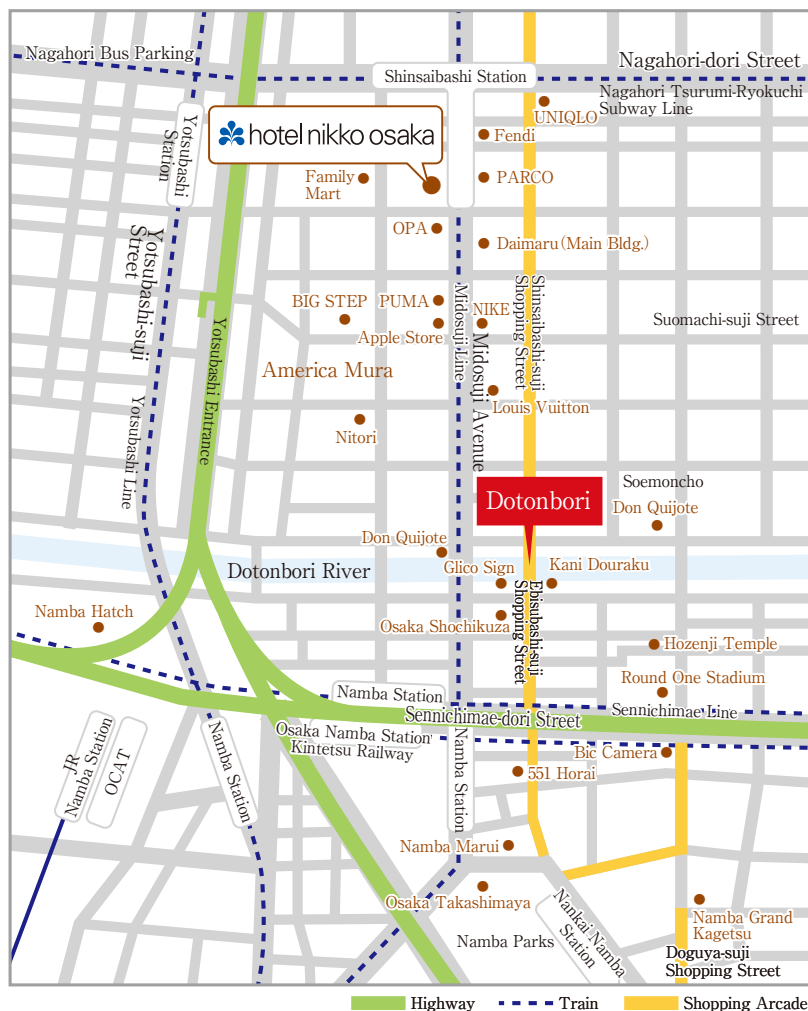 Nagahori Bus Parking
Nagahori-dori Street
Shinsaibashi Station
Nagahori Tsurumi-Ryokuchi
Subway Line
UNIQLO
Yotsubashi
Station
hotel nikko osaka
Fendi
Family
Mart
PARCO
OPA
Daimaru (Main Bldg.)
Yotsubashi-suji
Street
Shinsaibashi-suji
Shopping Street
BIG STEP
PUMA
Midosuji Line
NIKE
Suomachi-suji Street
Apple Store
Yotsubashi Entrance
Midosuji Avenue
America Mura
Louis Vuitton
Yotsubashi Line
Nitori
Soemoncho
Dotonbori
Don Quijote
Don Quijote
Dotonbori River
Glico Sign
Kani Douraku
Ebisubashi-suji
Shopping Street
Namba Hatch
Osaka Shochikuza
Hozenji Temple
Round One Stadium
Namba Station
Sennichimae Line
Sennichimae-dori Street
Osaka Namba Station
Kintetsu Railway
JR
Namba Station
OCAT
Namba Station
Namba Station
Bic Camera
551 Horai
Namba Marui
Osaka Takashimaya
Nankai Namba
Station
Namba Grand
Kagetsu
Namba Parks
Doguya-suji
Shopping Street
Highway
Train
Shopping Arcade